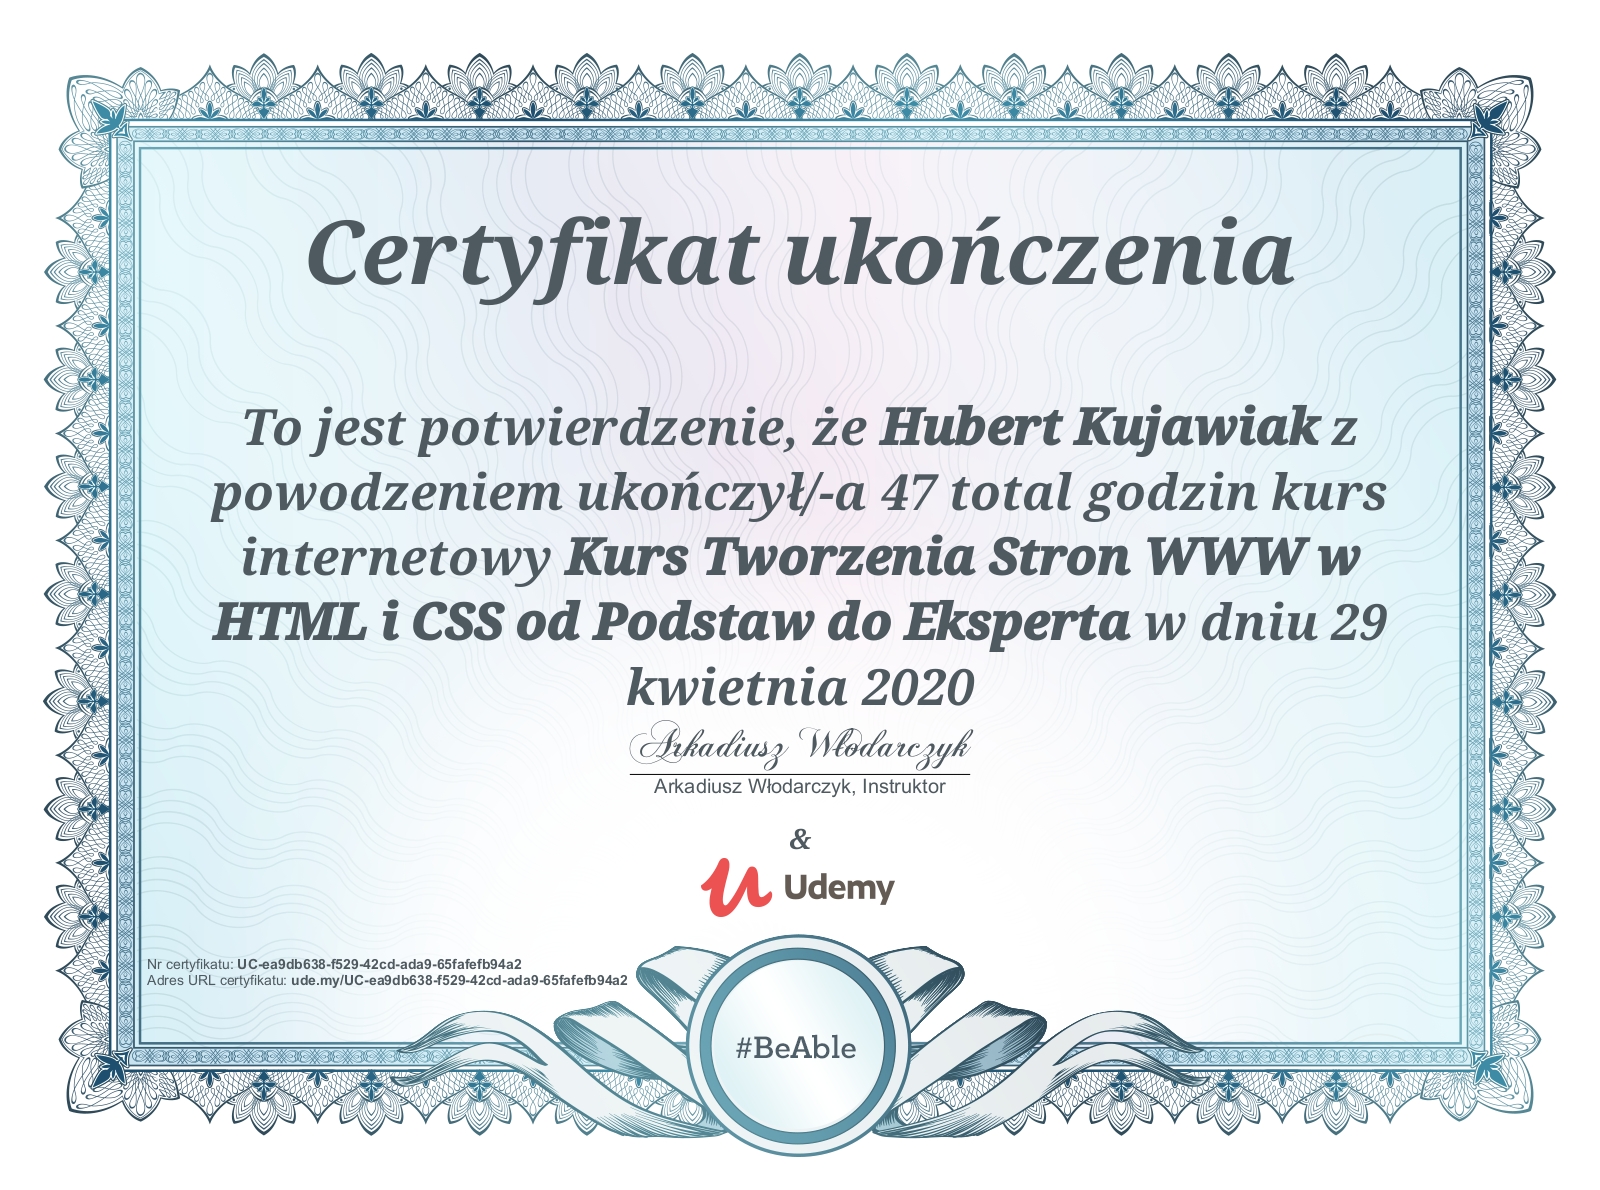 Certyfikat ukończenia
To jest potwierdzenie, że Hubert Kujawiak z
powodzeniem ukończył/-a 47 total godzin kurs
internetowy Kurs Tworzenia Stron WWW w
HTML i CSS od Podstaw do Eksperta w dniu 29
kwietnia 2020
Arkadiusz Włodarczyk
Arkadiusz Włodarczyk, Instruktor
&
Udemy
Nr certyfikatu: UC-ea9db638-f529-42cd-ada9-65fafefb94a2
Adres URL certyfikatu: ude.my/UC-ea9db638-f529-42cd-ada9-65fafefb94a2
#BeAble